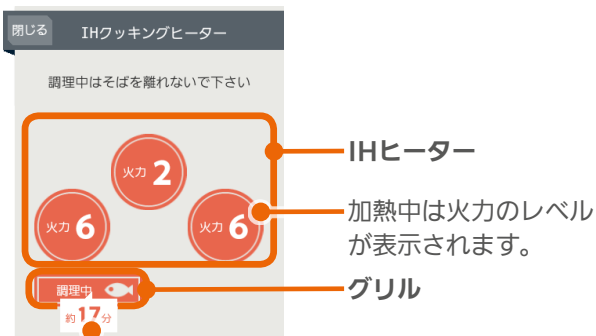 閉じる
IHクッキングヒーター
調理中はそばを離れないで下さい
火力 2
火力 6
火力 6
調理中
約17分
IHヒーター
加熱中は火力のレベル
が表示されます。
グリル